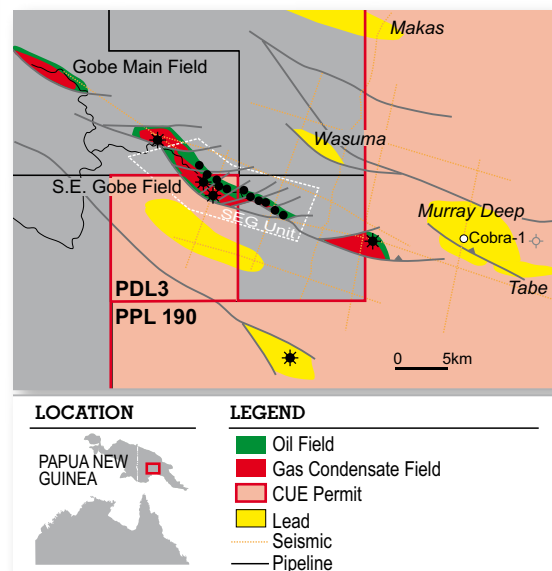 Makas
Gobe Main Field
Wasuma
S.E. Gobe Field
SEG Unit
Murray Deep
Cobra-1
Tabe
PDL3
PPL 190
0 5km
LOCATION
PAPUA NEW
GUINEA
LEGEND
Oil Field
Gas Condensate Field
CUE Permit
Lead
Seismic
Pipeline